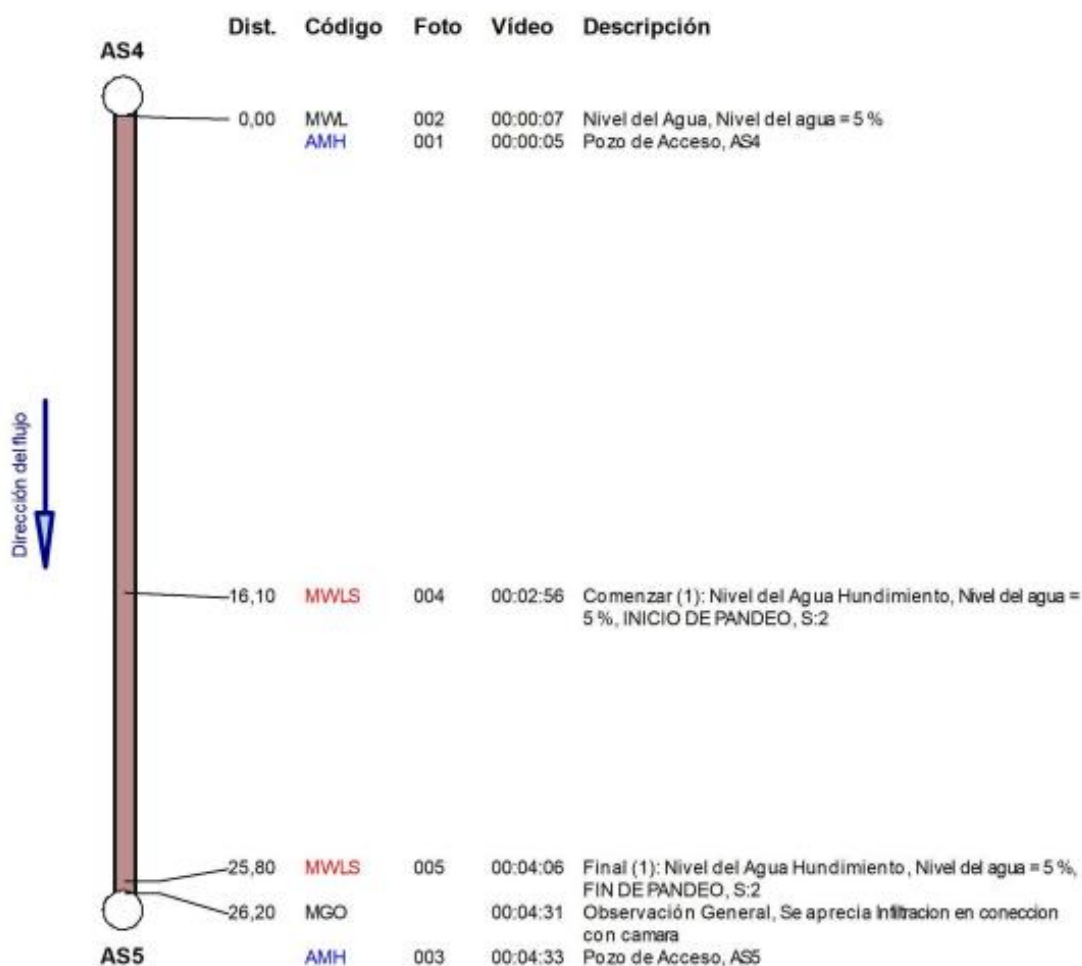 Dist. Código Foto Vídeo Descripción
AS4
0,00 MWL 002 00:00:07 Nivel del Agua, Nivel del agua = 5 %
AMH 001 00:00:05 Pozo de Acceso, AS4
Dirección del flujo
16,10 MWLS 004 00:02:56 Comenzar (1): Nivel del Agua Hundimiento, Nivel del agua =
5 %, INICIO DE PANDEO, S:2
25,80 MWLS 005 00:04:06 Final (1): Nivel del Agua Hundimiento, Nivel del agua = 5 %,
FIN DE PANDEO, S:2
26,20 MGO 00:04:31 Observación General, Se aprecia Infiltracion en coneccion
con camara
AS5 AMH 003 00:04:33 Pozo de Acceso, AS5